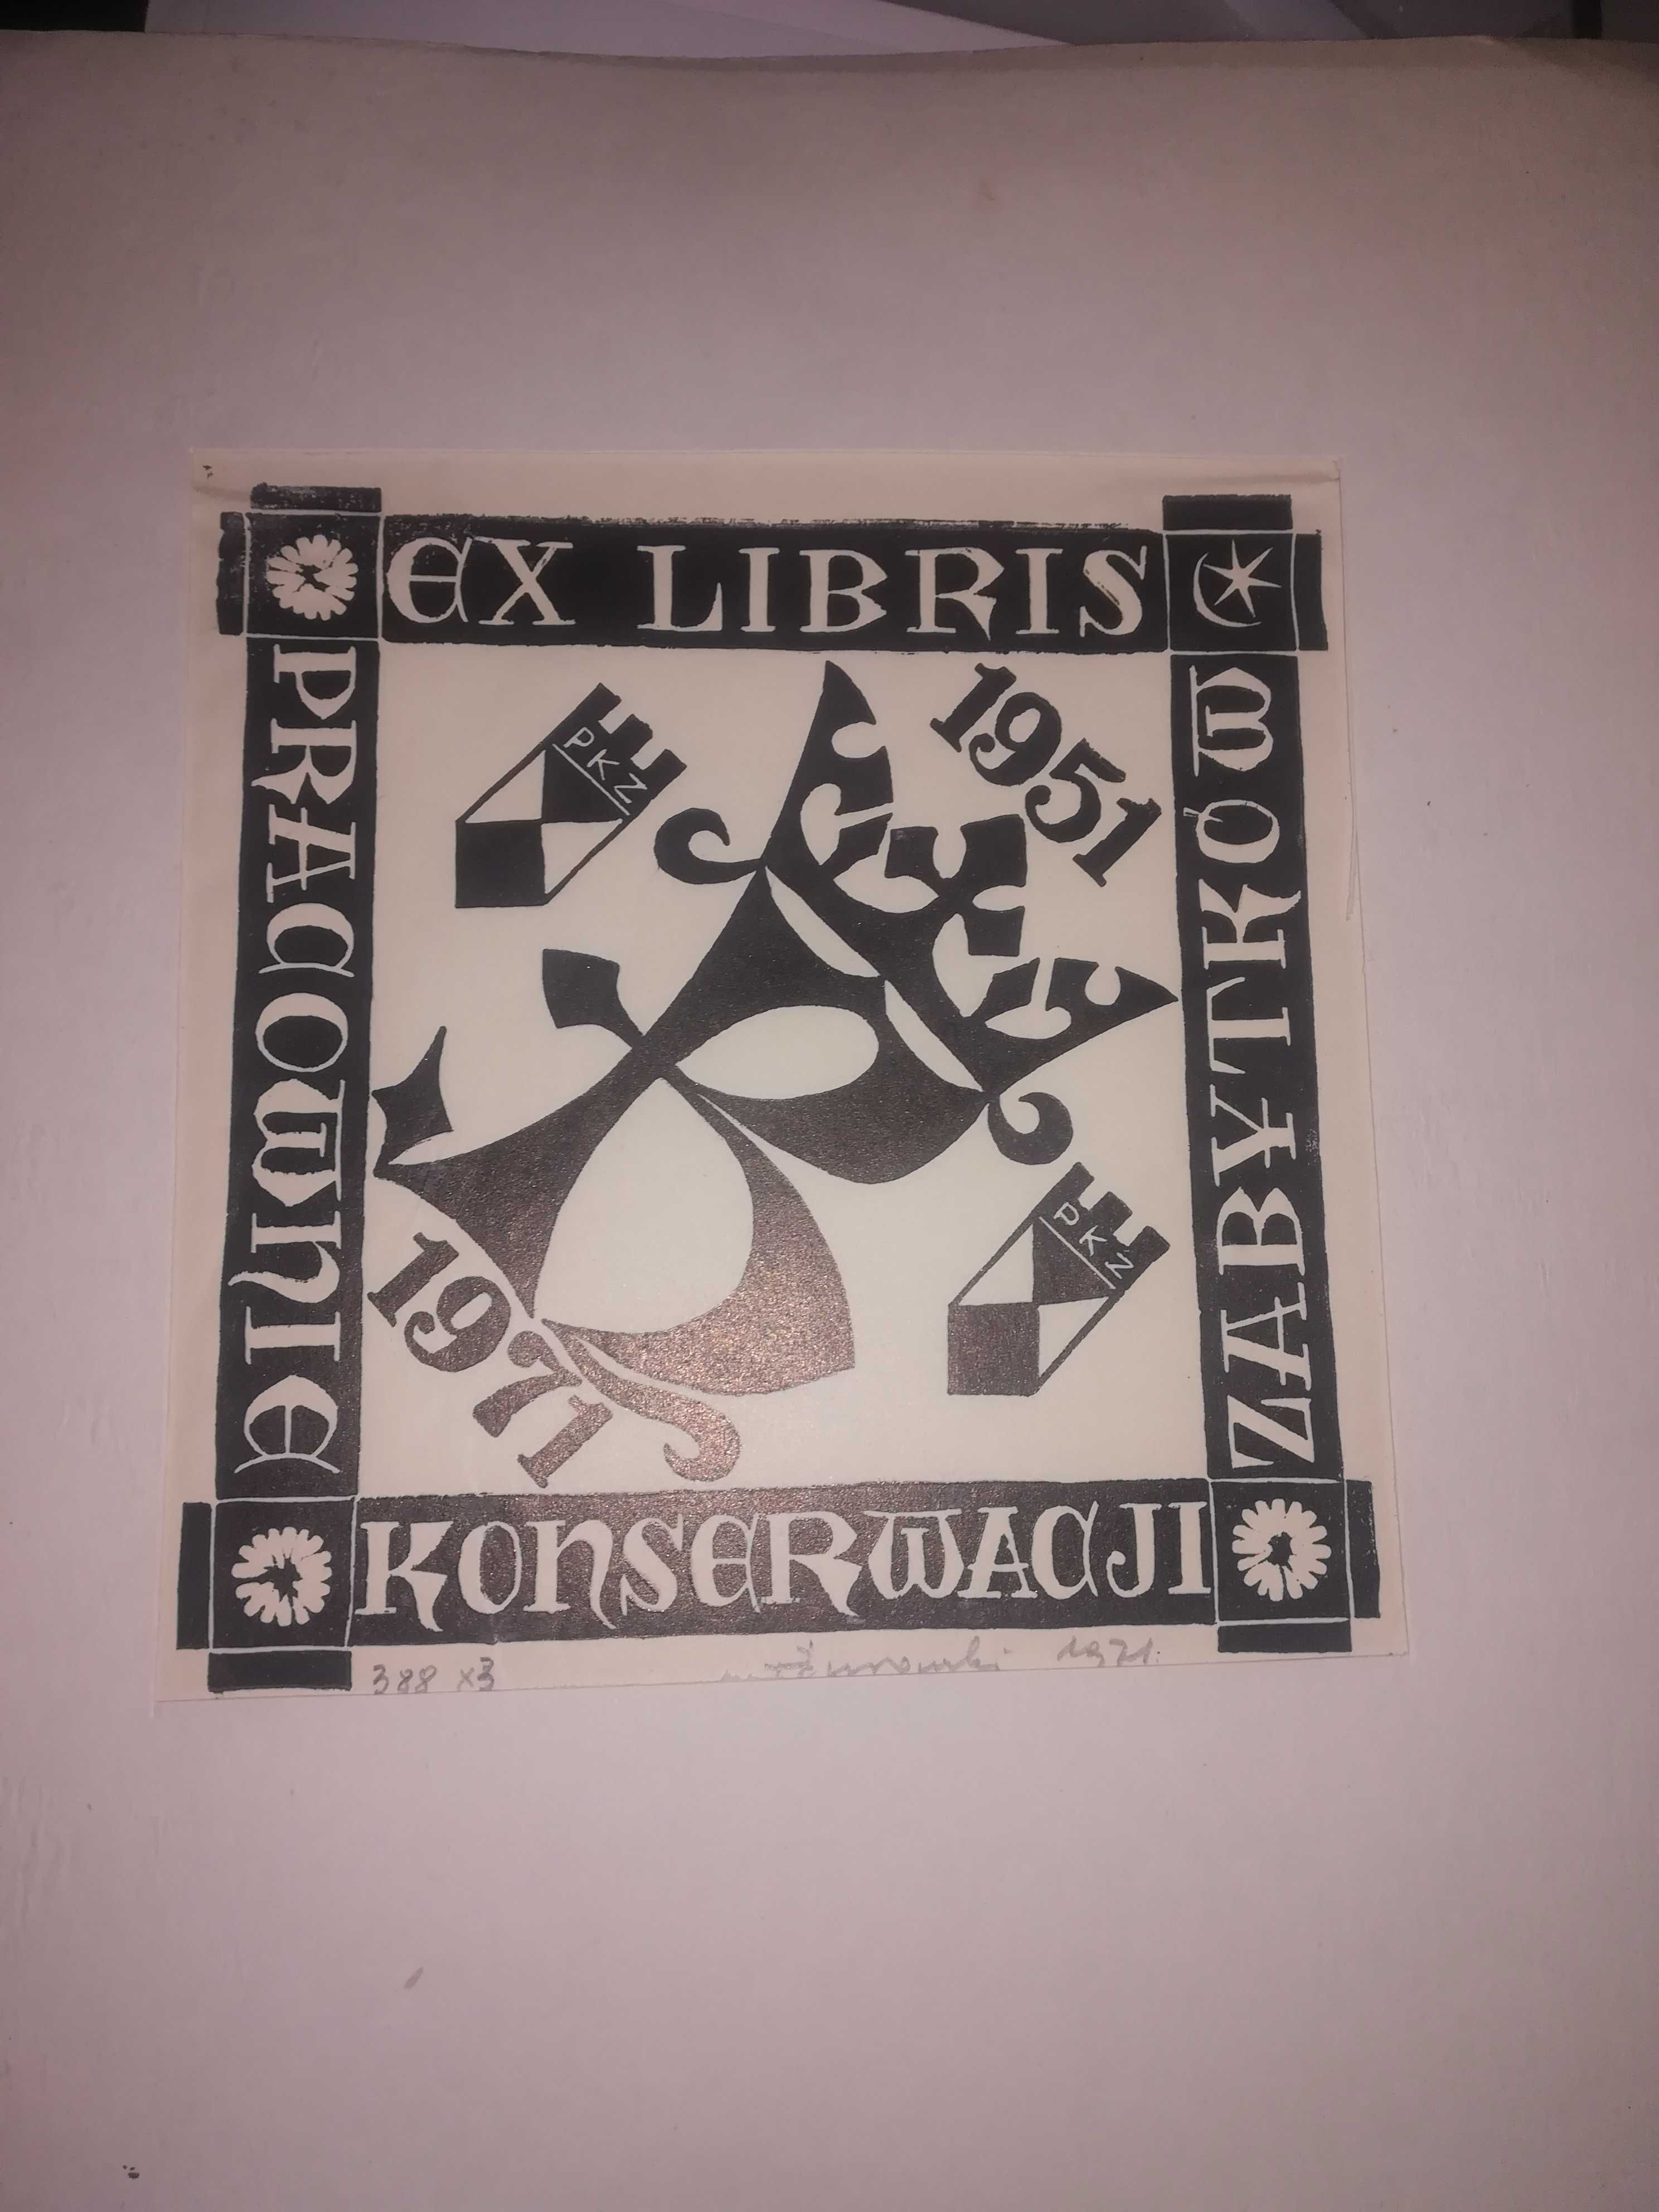 EX LIBRIS
PRACOWNIE
KONSERWACJI
ZABYTKÓW
PKZ
1951
1971
PKZ
388 x3
1971.